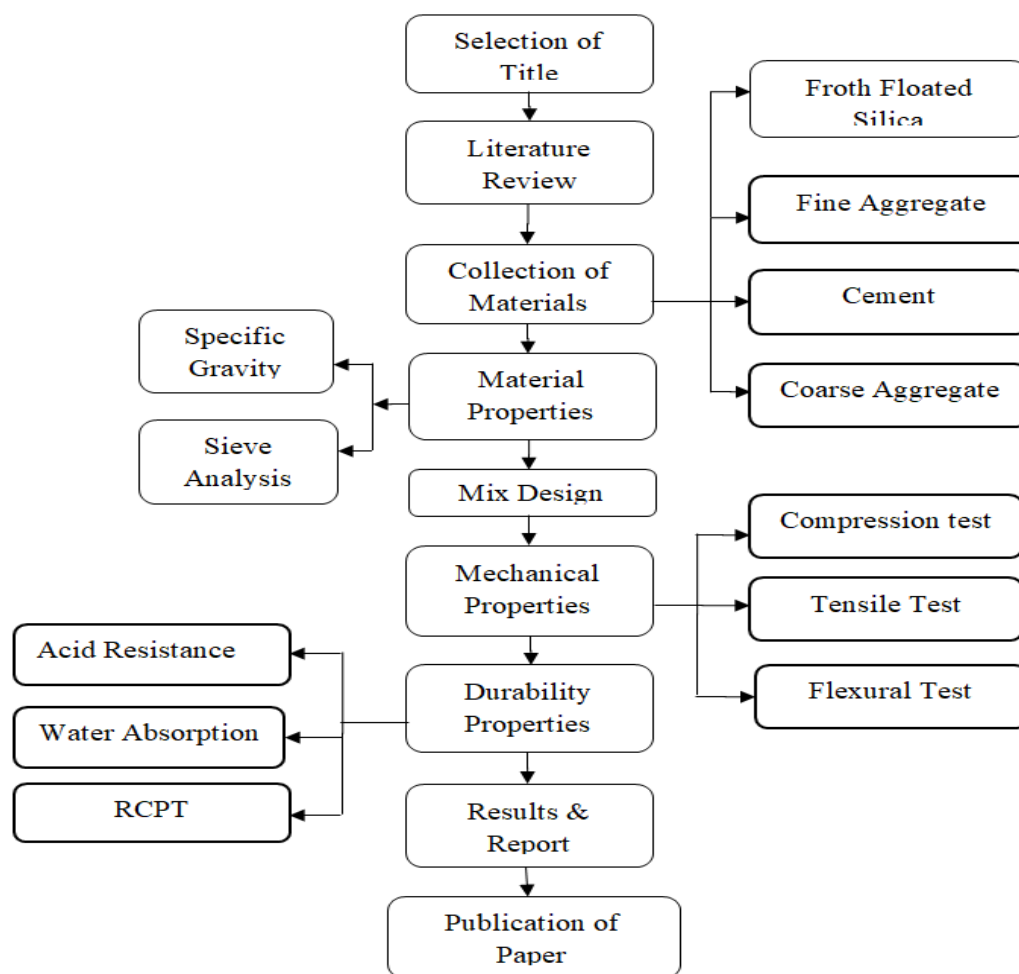 Selection of
Title
Literature
Review
Collection of
Materials
Froth Floated
Silica
Fine Aggregate
Cement
Coarse Aggregate
Material
Properties
Specific
Gravity
Sieve
Analysis
Mix Design
Mechanical
Properties
Compression test
Tensile Test
Flexural Test
Durability
Properties
Acid Resistance
Water Absorption
RCPT
Results &
Report
Publication of
Paper